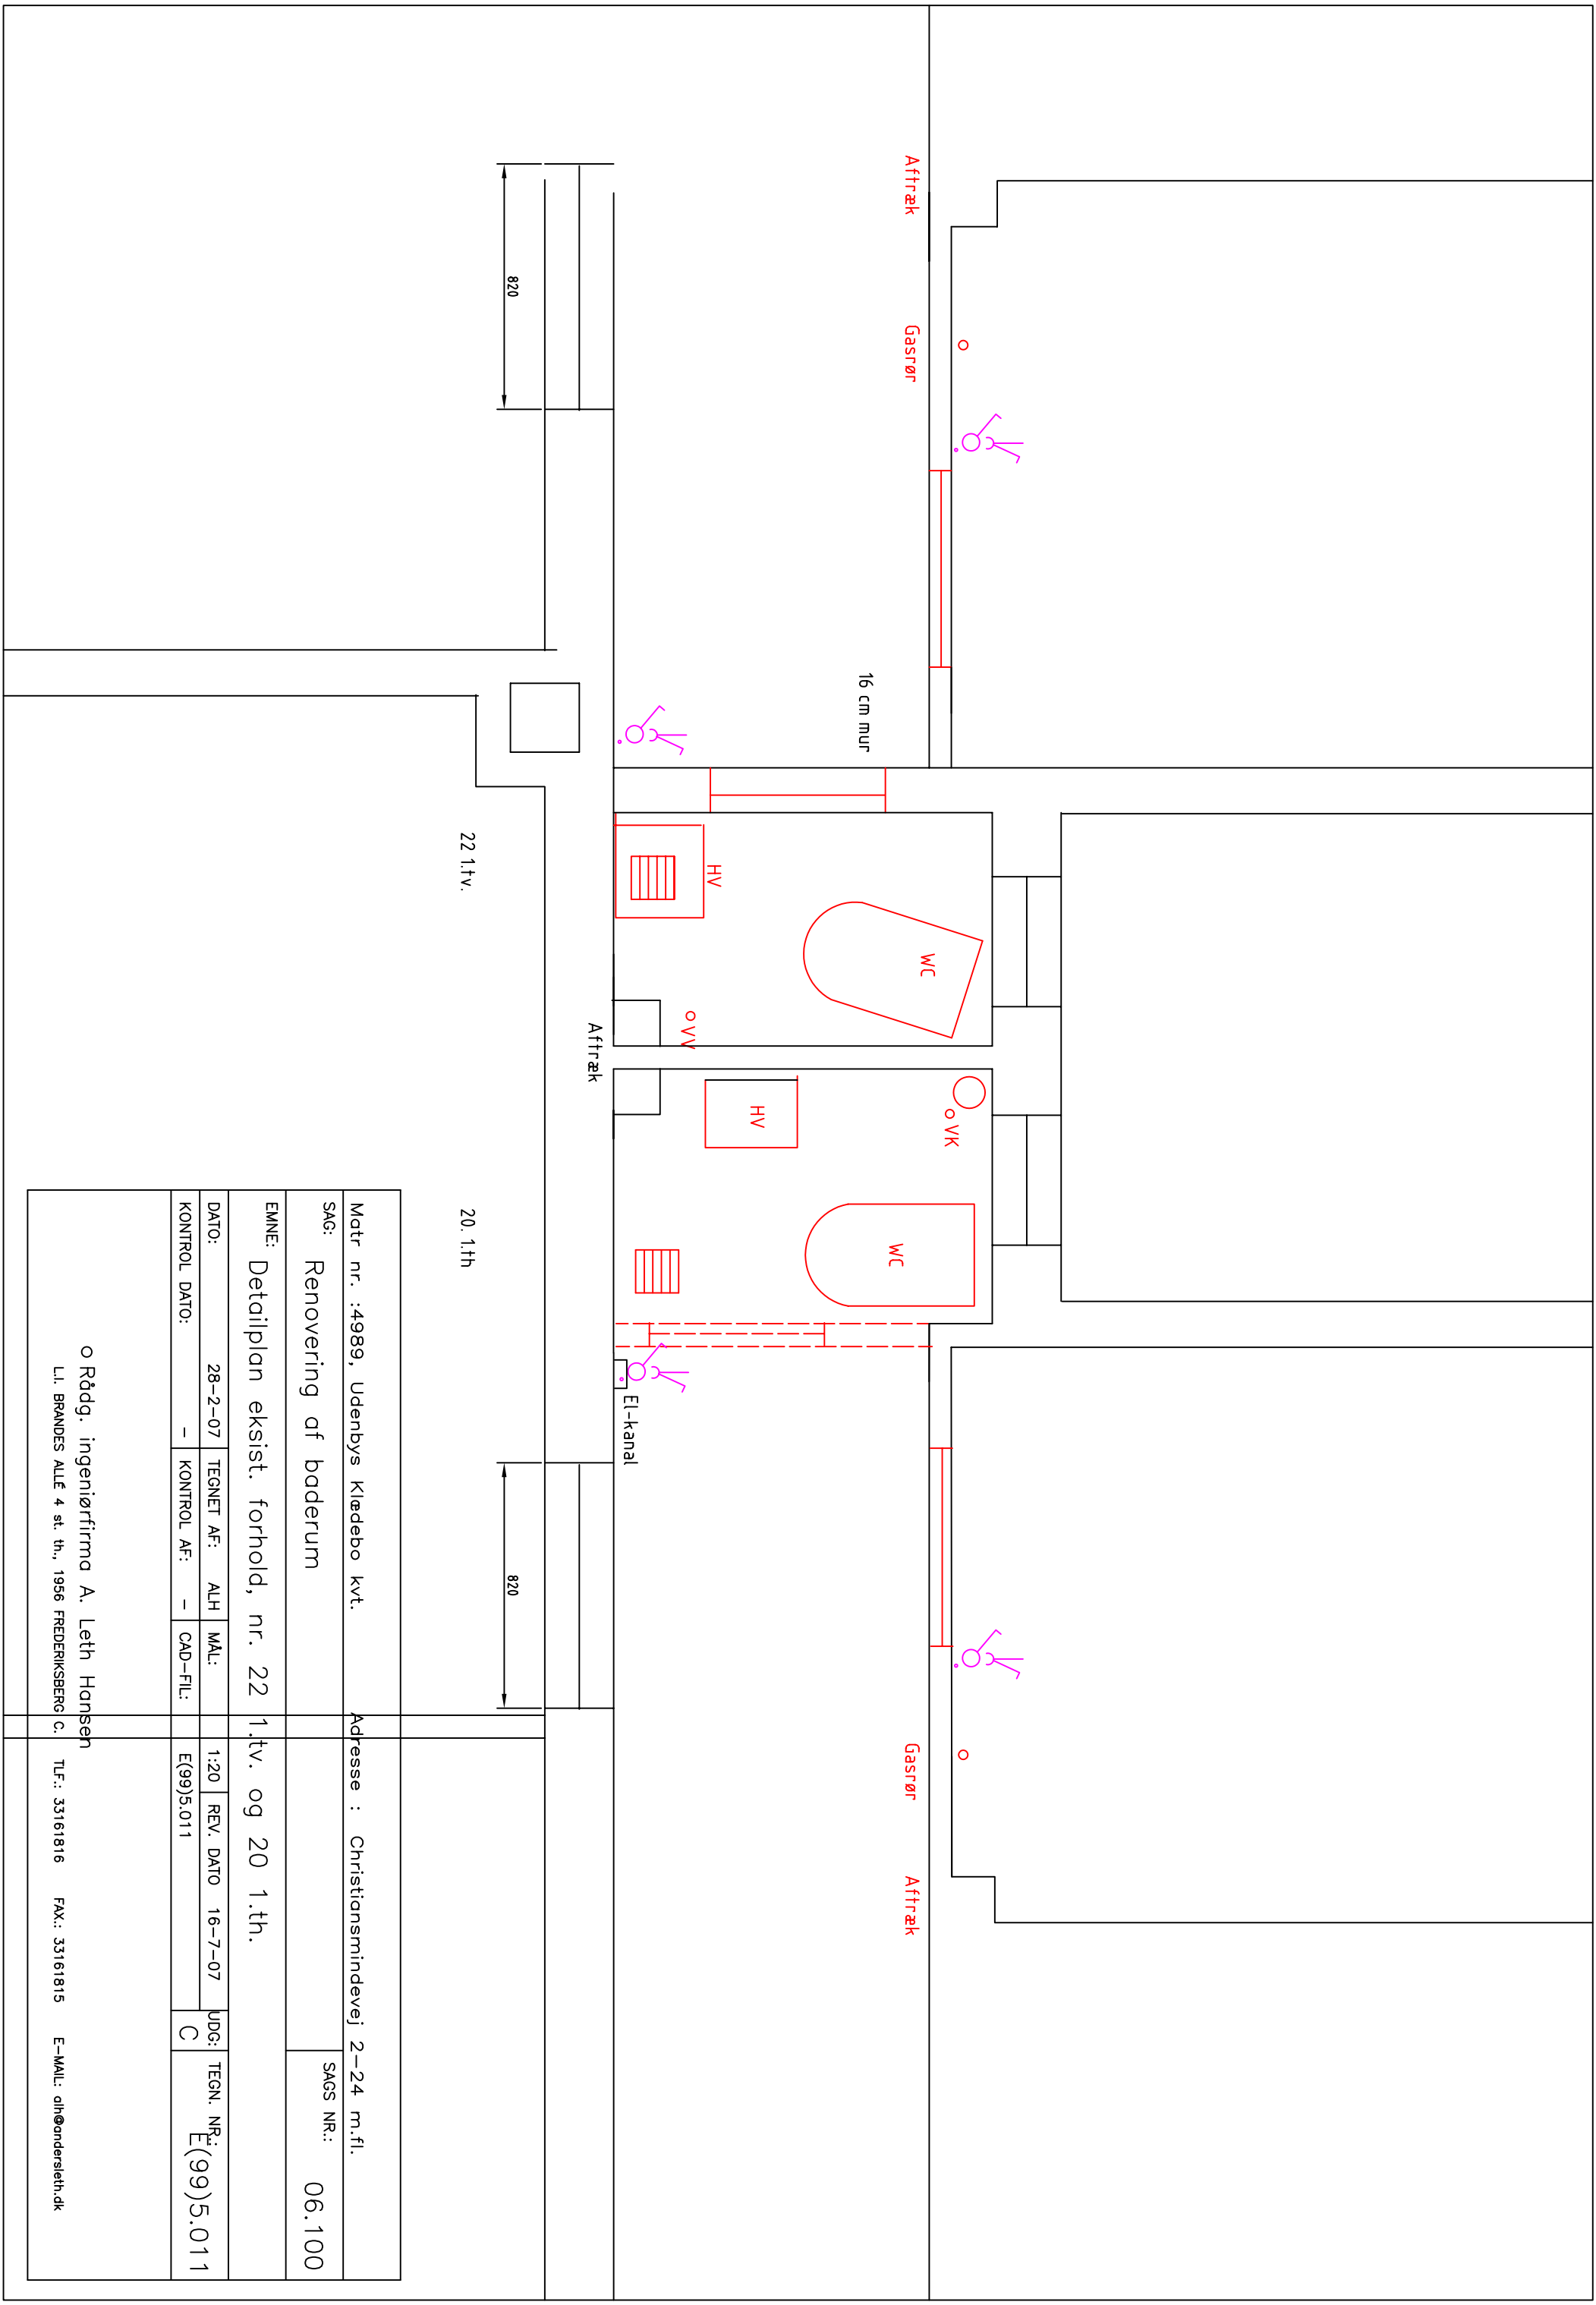 Aftræk
Gasrør
Gasrør
Aftræk
16 cm mur
WC
VK
WC
HV
HV
VV
El-kanal
Aftræk
820
820
22 1.tv.
20. 1.th
Matr nr. :4989, Udenbys Klædebo kvt. Adresse : Christiansmindevej 2-24 m.fl.
SAG: Renovering af baderum SAGS NR.: 06.100
EMNE: Detailplan eksist. forhold, nr. 22 1.tv. og 20 1.th.
DATO: 28-2-07 TEGNET AF: ALH MÅL: 1:20 REV. DATO 16-7-07 UDG: TEGN. NR.:
KONTROL DATO: - KONTROL AF: - CAD-FIL: E(99)5.011 C E(99)5.011
Rådg. ingeniørfirma A. Leth Hansen
L.I. BRANDES ALLÉ 4 st. th., 1956 FREDERIKSBERG C. TLF.: 33161816 FAX.: 33161815 E-MAIL: alh@andersleth.dk